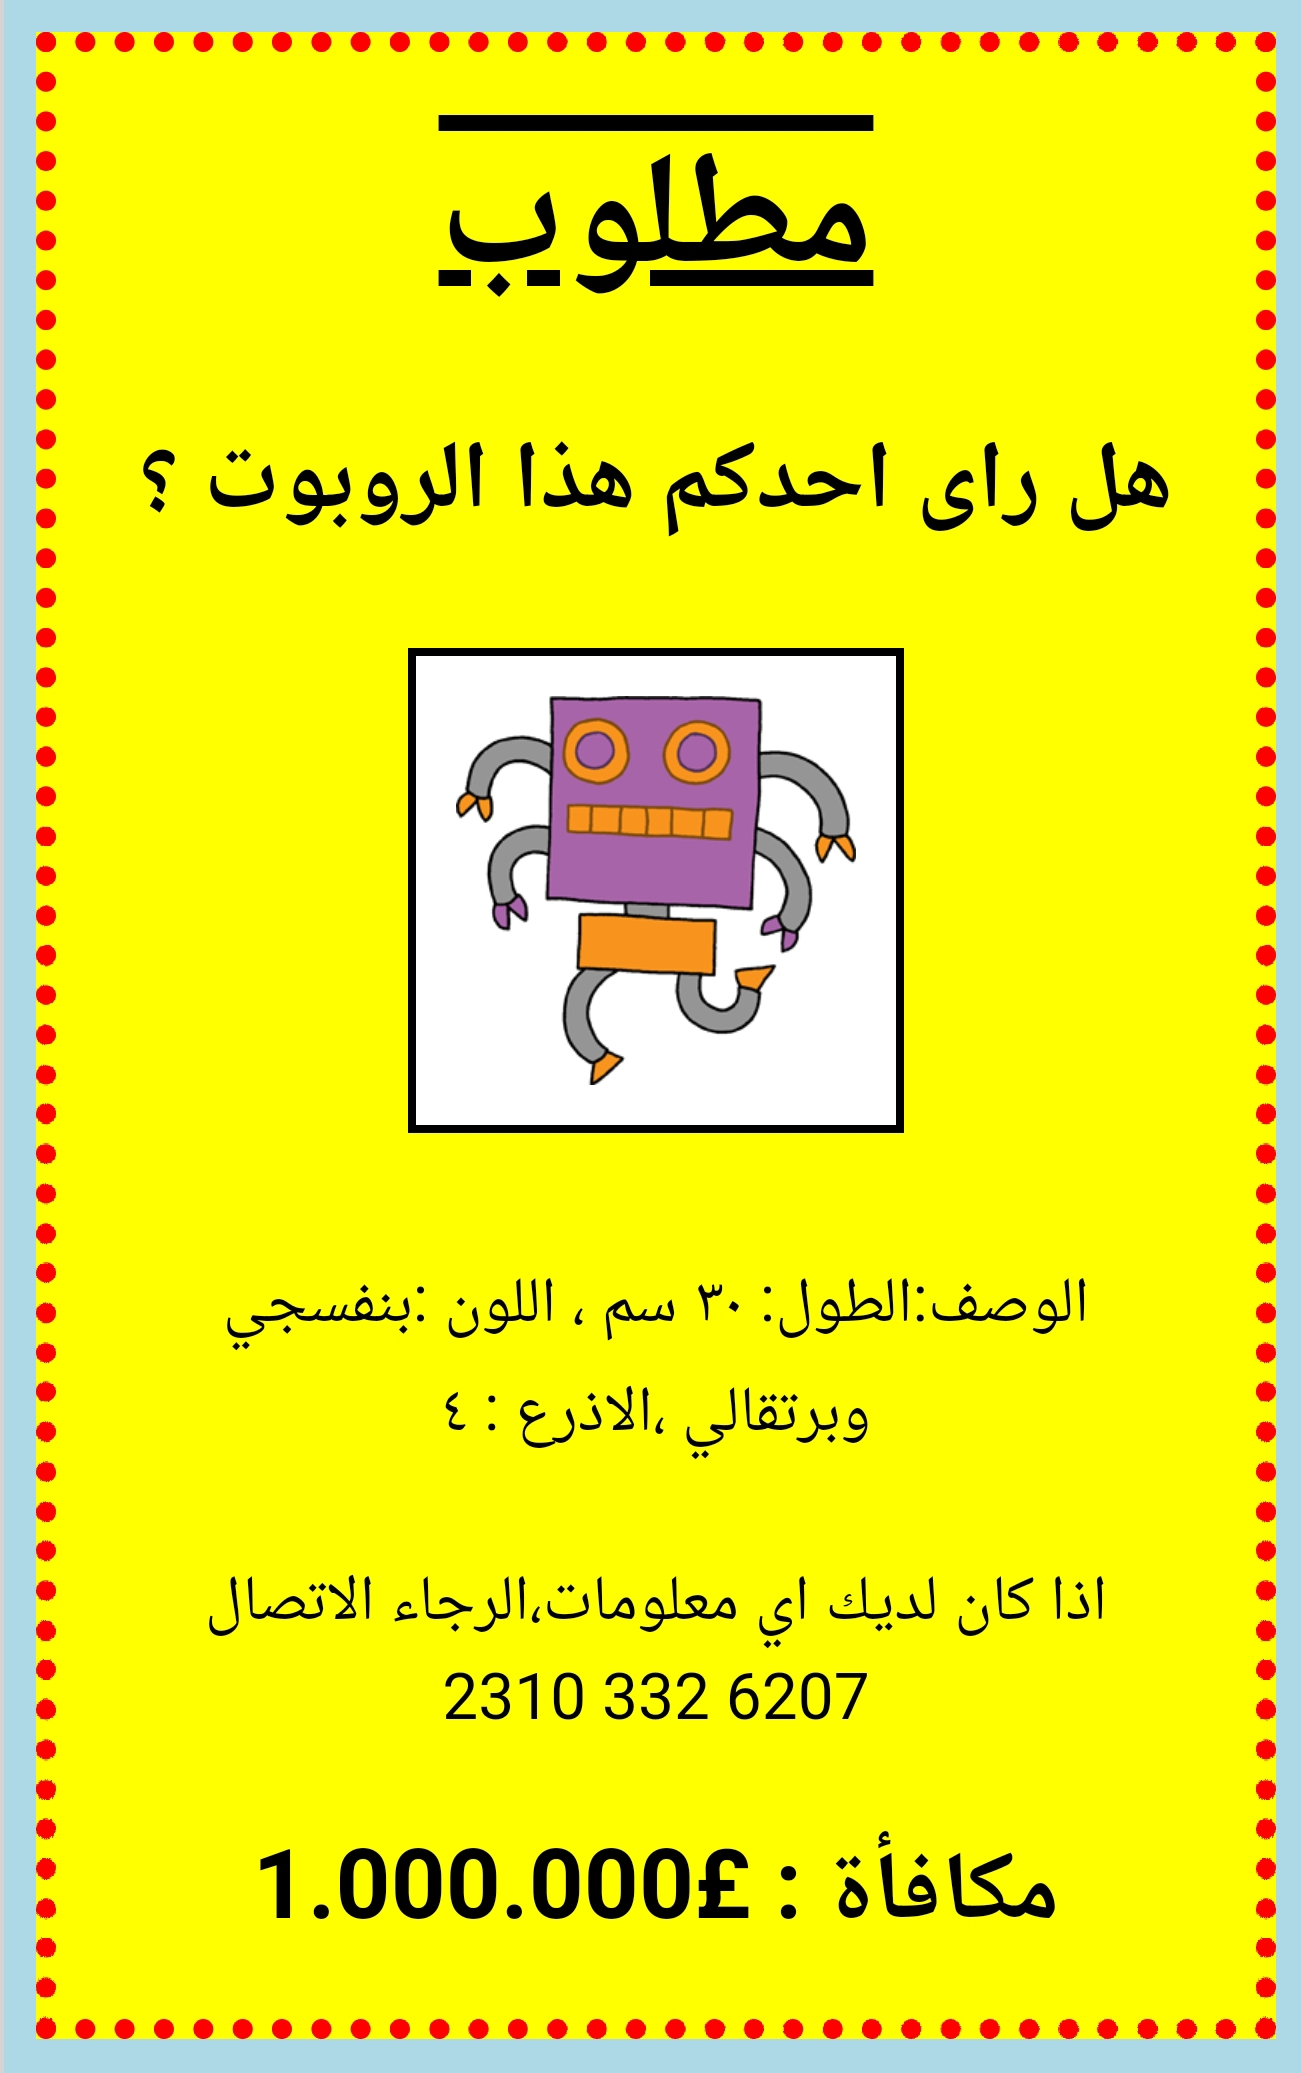 مطلوب
هل راى احدكم هذا الروبوت ؟
الوصف:الطول: ٣٠ سم ، اللون :بنفسجي
وبرتقالي ،الاذرع : ٤
اذا كان لديك اي معلومات،الرجاء الاتصال
2310 332 6207
مكافأة : £1.000.000